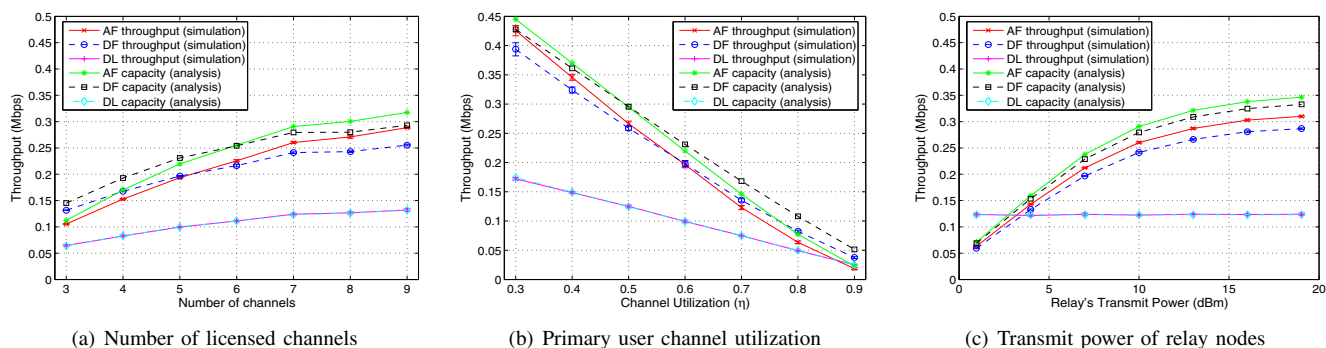 0.5
0.45
0.4
0.35
0.3
0.25
0.2
0.15
0.1
0.05
0
Throughput (Mbps)
AF throughput (simulation)
DF throughput (simulation)
DL throughput (simulation)
AF capacity (analysis)
DF capacity (analysis)
DL capacity (analysis)
3 4 5 6 7 8 9
Number of channels
(a) Number of licensed channels
0.45
0.4
0.35
0.3
0.25
0.2
0.15
0.1
0.05
0
Throughput (Mbps)
AF throughput (simulation)
DF throughput (simulation)
DL throughput (simulation)
AF capacity (analysis)
DF capacity (analysis)
DL capacity (analysis)
0.3 0.4 0.5 0.6 0.7 0.8 0.9
Channel Utilization (η)
(b) Primary user channel utilization
0.5
0.45
0.4
0.35
0.3
0.25
0.2
0.15
0.1
0.05
0
Throughput (Mbps)
AF throughput (simulation)
DF throughput (simulation)
DL throughput (simulation)
AF capacity (analysis)
DF capacity (analysis)
DL capacity (analysis)
0 5 10 15 20
Relay's Transmit Power (dBm)
(c) Transmit power of relay nodes